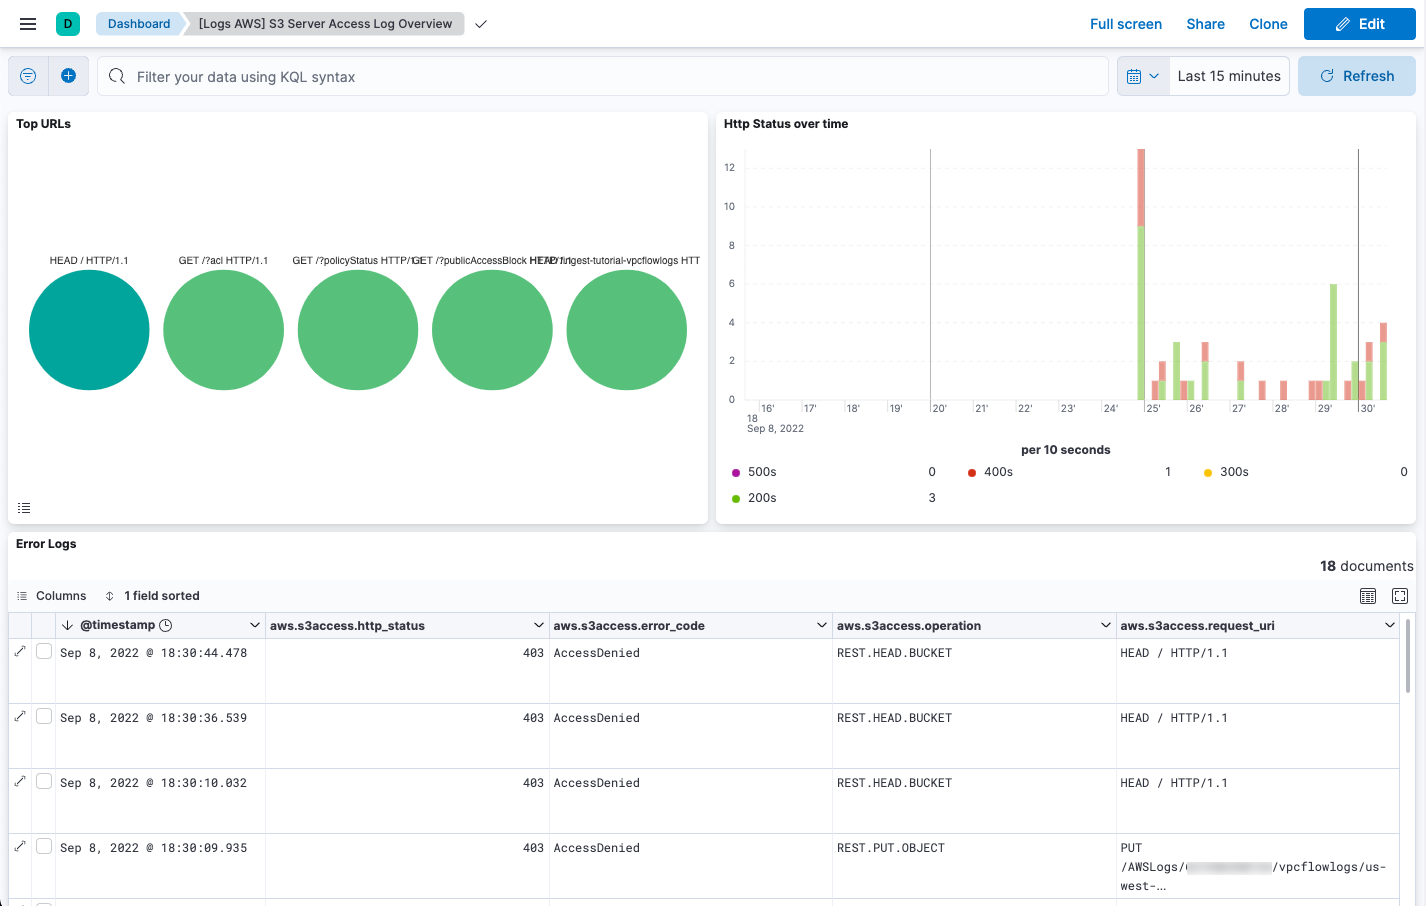 D Dashboard [Logs AWS] S3 Server Access Log Overview Full screen Share Clone Edit
Filter your data using KQL syntax Last 15 minutes Refresh
Top URLs
HEAD / HTTP/1.1 GET /?acl HTTP/1.1 GET /?policyStatus HTTP/1.1 GET /?publicAccessBlock HTTP/1.1 HEAD /ingest-tutorial-vpcflowlogs HTT
Http Status over time
12
10
8
6
4
2
0
16' 17' 18' 19' 20' 21' 22' 23' 24' 25' 26' 27' 28' 29' 30'
18
Sep 8, 2022
per 10 seconds
500s 0 400s 1 300s 0
200s 3
Error Logs
18 documents
Columns 1 field sorted
@timestamp aws.s3access.http_status aws.s3access.error_code aws.s3access.operation aws.s3access.request_uri
Sep 8, 2022 @ 18:30:44.478 403 AccessDenied REST.HEAD.BUCKET HEAD / HTTP/1.1
Sep 8, 2022 @ 18:30:36.539 403 AccessDenied REST.HEAD.BUCKET HEAD / HTTP/1.1
Sep 8, 2022 @ 18:30:10.032 403 AccessDenied REST.HEAD.BUCKET HEAD / HTTP/1.1
Sep 8, 2022 @ 18:30:09.935 403 AccessDenied REST.PUT.OBJECT PUT
/AWSLogs/ /vpcflowlogs/us-
west-...